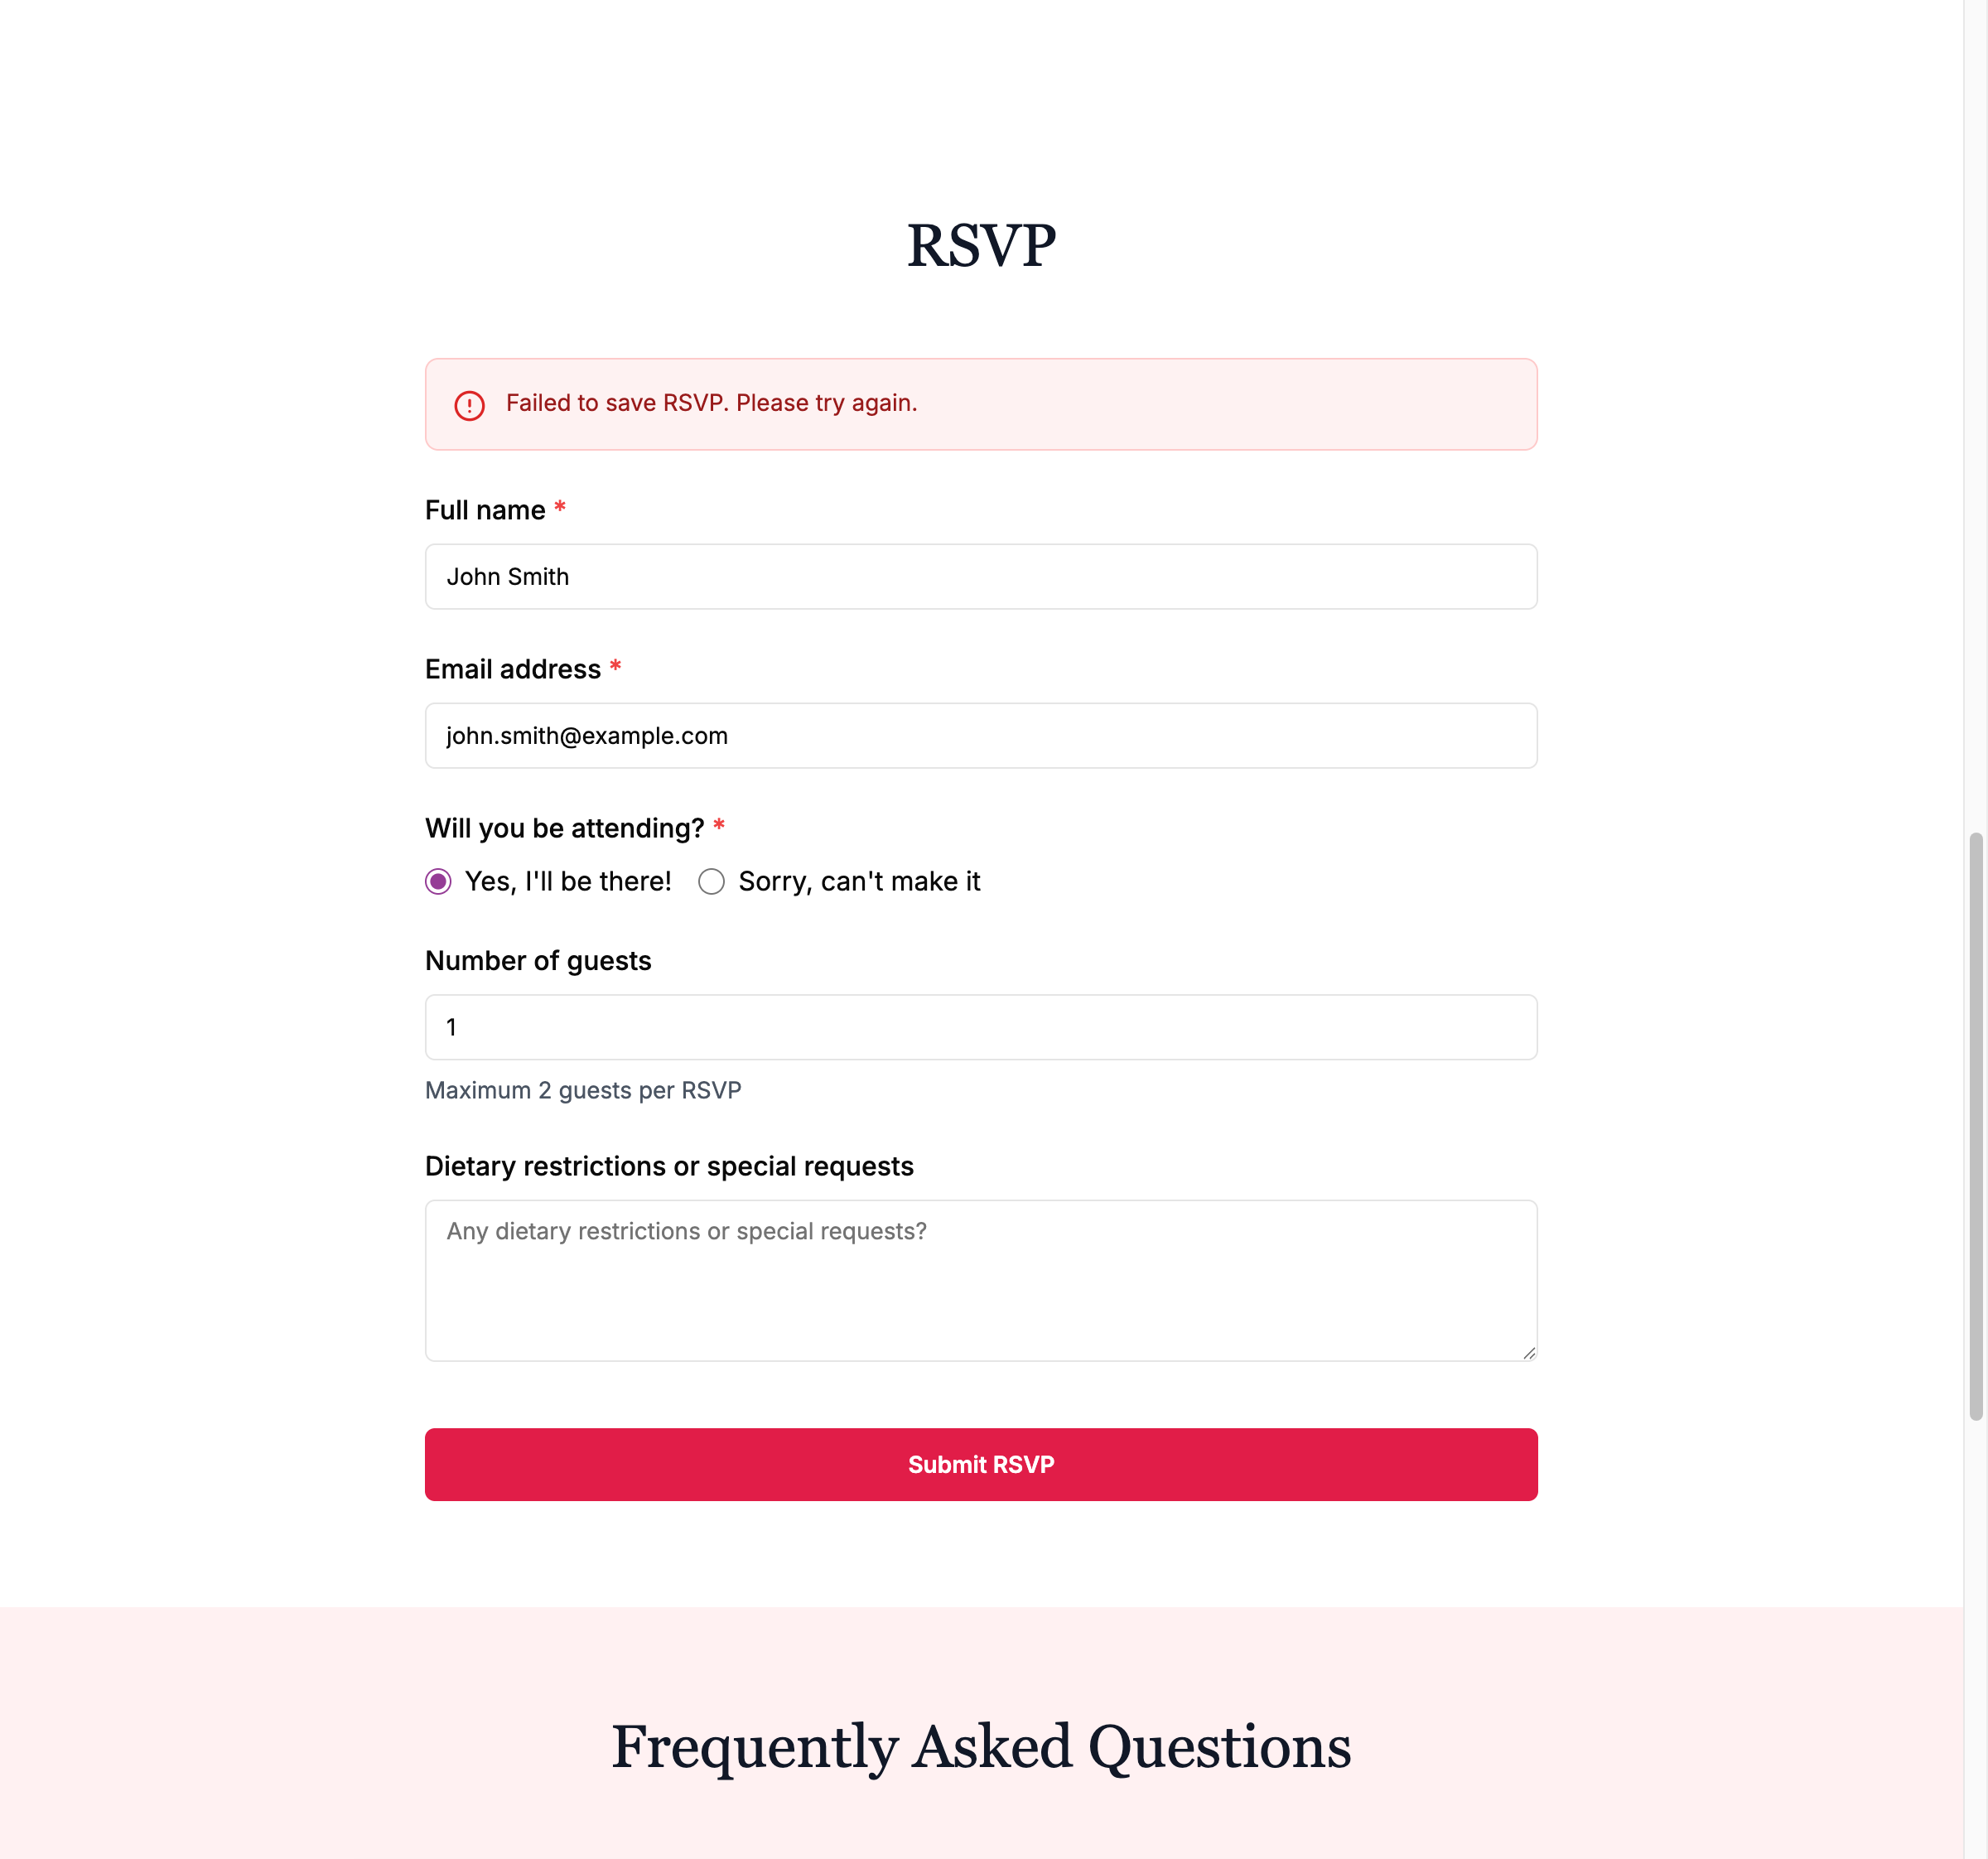 RSVP
Failed to save RSVP. Please try again.
Full name *
John Smith
Email address *
john.smith@example.com
Will you be attending? *
Yes, I'll be there! Sorry, can't make it
Number of guests
1
Maximum 2 guests per RSVP
Dietary restrictions or special requests
Any dietary restrictions or special requests?
Submit RSVP
Frequently Asked Questions